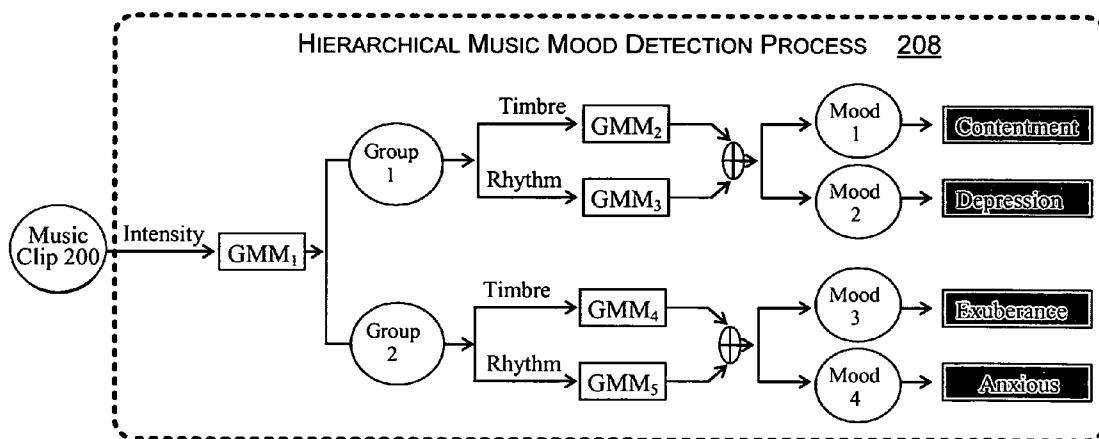 HIERARCHICAL MUSIC MOOD DETECTION PROCESS 208
Music
Clip 200
Intensity
GMM₁
Group
1
Timbre
GMM₂
Rhythm
GMM₃
Mood
1
Contentment
Mood
2
Depression
Group
2
Timbre
GMM₄
Rhythm
GMM₅
Mood
3
Exuberance
Mood
4
Anxious